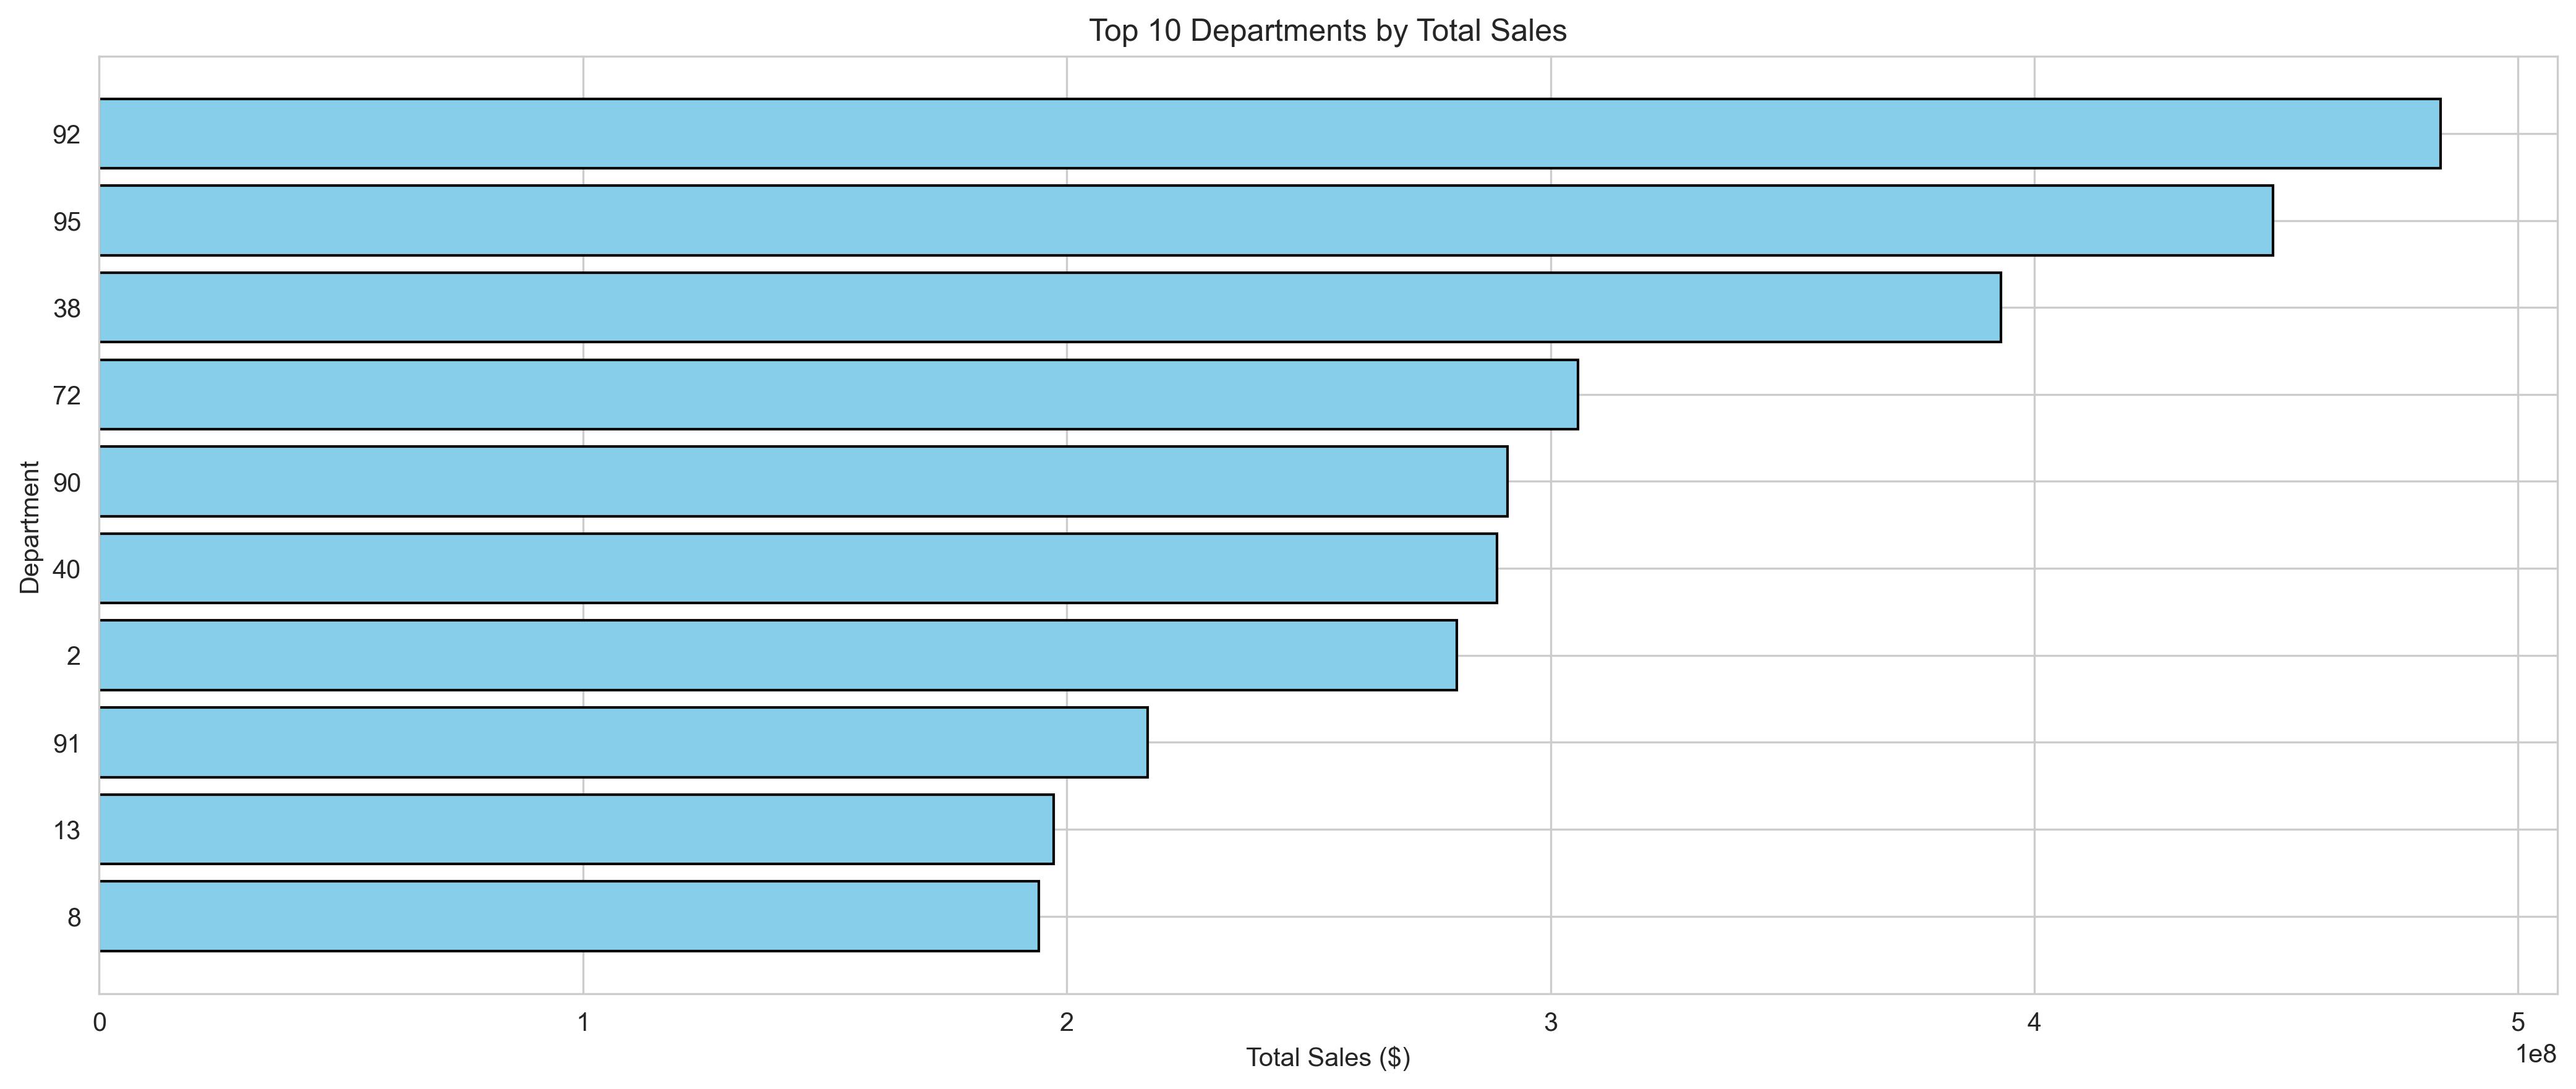 Top 10 Departments by Total Sales
92
95
38
72
90
40
2
91
13
8
Department
0 1 2 3 4 5
1e8
Total Sales ($)